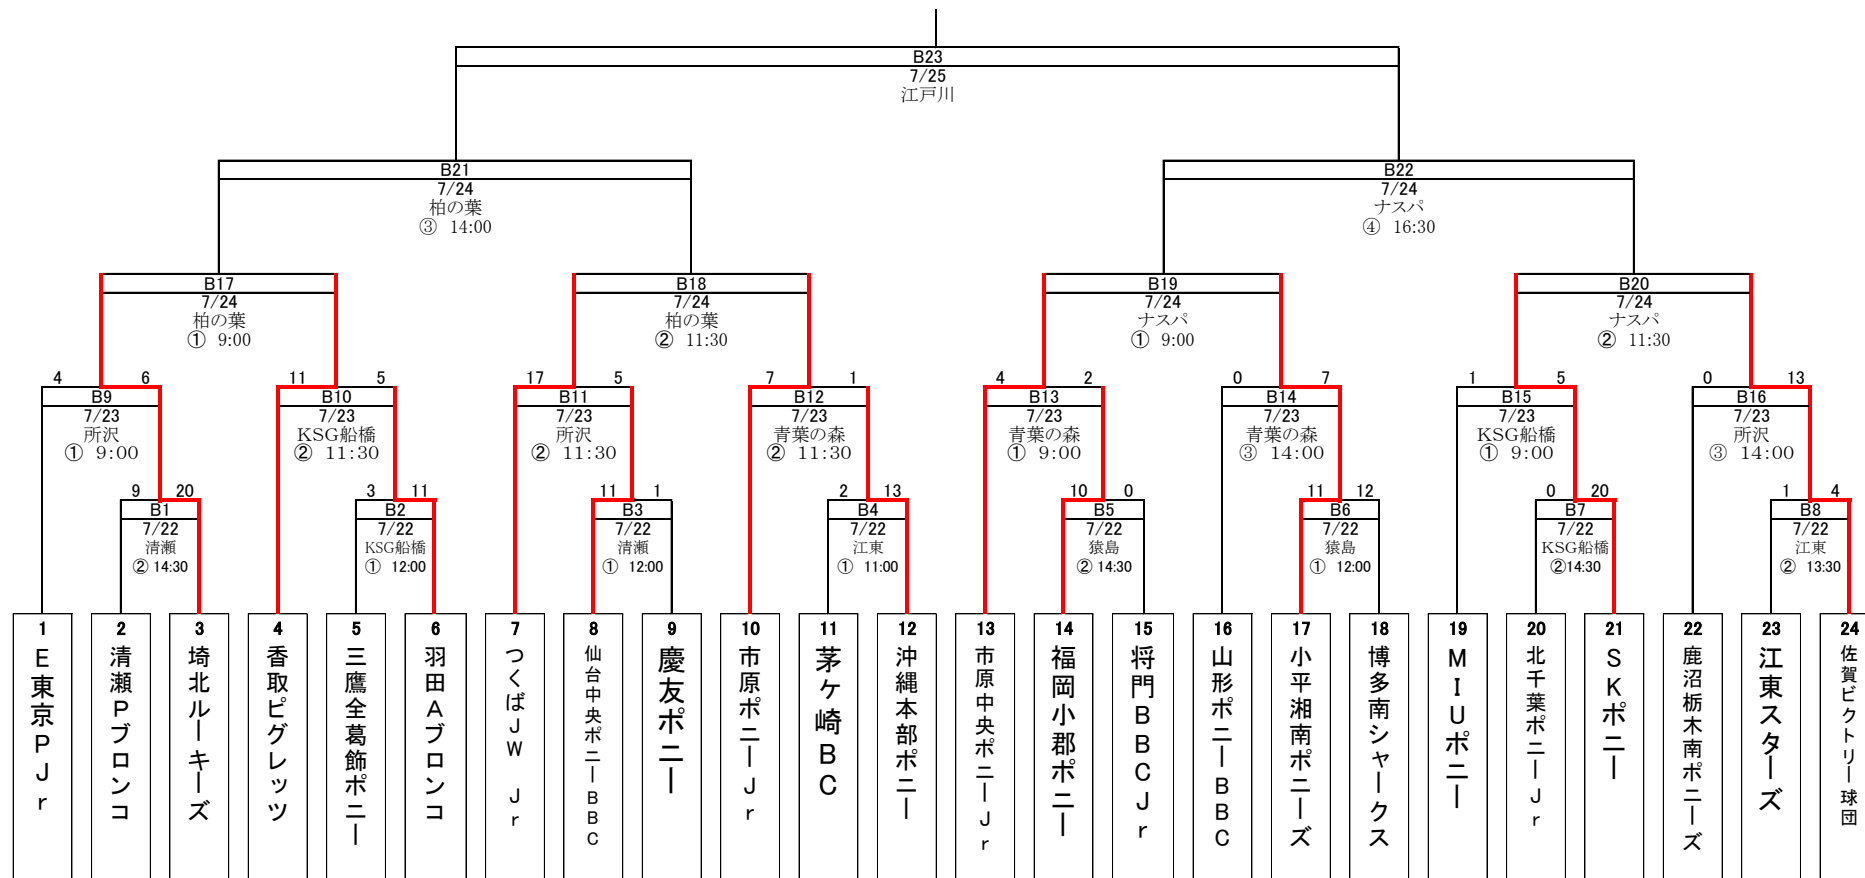 B23
7/25
江戸川
B21
7/24
柏の葉
③ 14:00
B22
7/24
ナスパ
④ 16:30
B17
7/24
柏の葉
① 9:00
B18
7/24
柏の葉
② 11:30
B19
7/24
ナスパ
① 9:00
B20
7/24
ナスパ
② 11:30
4 6
B9
7/23
所沢
① 9:00
11 5
B10
7/23
KSG船橋
② 11:30
17 5
B11
7/23
所沢
② 11:30
7 1
B12
7/23
青葉の森
② 11:30
4 2
B13
7/23
青葉の森
① 9:00
0 7
B14
7/23
青葉の森
③ 14:00
1 5
B15
7/23
KSG船橋
① 9:00
0 13
B16
7/23
所沢
③ 14:00
9 20
B1
7/22
清瀬
② 14:30
3 11
B2
7/22
KSG船橋
① 12:00
11 1
B3
7/22
清瀬
① 12:00
2 13
B4
7/22
江東
① 11:00
10 0
B5
7/22
猿島
② 14:30
11 12
B6
7/22
猿島
① 12:00
0 20
B7
7/22
KSG船橋
②14:30
1 4
B8
7/22
江東
② 13:30
1
E東京PJr
2
清瀬Pブロンコ
3
埼北ルーキーズ
4
香取ピグレッツ
5
三鷹全葛飾ポニー
6
羽田Aブロンコ
7
つくばJW Jr
8
仙台中央ポニーBBC
9
慶友ポニー
10
市原ポニーJr
11
茅ヶ崎BC
12
沖縄本部ポニー
13
市原中央ポニーJr
14
福岡小郡ポニー
15
将門BBCJr
16
山形ポニーBBC
17
小平湘南ポニーズ
18
博多南シャークス
19
MIUポニー
20
北千葉ポニーJr
21
SKポニー
22
鹿沼栃木南ポニーズ
23
江東スターズ
24
佐賀ビクトリー球団